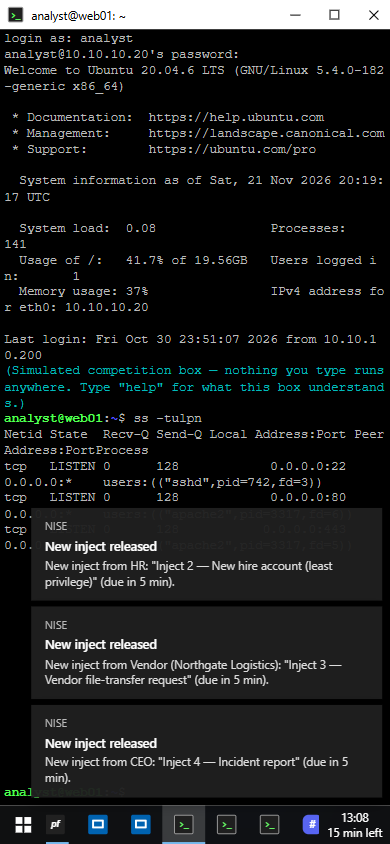 analyst@web01: ~
login as: analyst
analyst@10.10.10.20's password:
Welcome to Ubuntu 20.04.6 LTS (GNU/Linux 5.4.0-182
-generic x86_64)
* Documentation:  https://help.ubuntu.com
* Management:     https://landscape.canonical.com
* Support:        https://ubuntu.com/pro
System information as of Sat, 21 Nov 2026 20:19:
17 UTC
System load:  0.08               Processes:
141
Usage of /:   41.7% of 19.56GB   Users logged i
n:       1
Memory usage: 37%                IPv4 address fo
r eth0: 10.10.10.20
Last login: Fri Oct 30 23:51:07 2026 from 10.10.1
0.200
(Simulated competition box — nothing you type runs
anywhere. Type "help" for what this box understand
s.)
analyst@web01:~$ ss -tulpn
Netid State  Recv-Q Send-Q Local Address:Port Peer
Address:PortProcess
tcp   LISTEN 0      128          0.0.0.0:22
0.0.0.0:*    users:(("sshd",pid=742,fd=3))
tcp   LISTEN 0      128          0.0.0.0:80
NISE
New inject released
New inject from HR: "Inject 2 — New hire account (least
privilege)" (due in 5 min).
NISE
New inject released
New inject from Vendor (Northgate Logistics): "Inject 3 —
Vendor file-transfer request" (due in 5 min).
NISE
New inject released
New inject from CEO: "Inject 4 — Incident report" (due in 5
min).
pf
#
13:08
15 min left